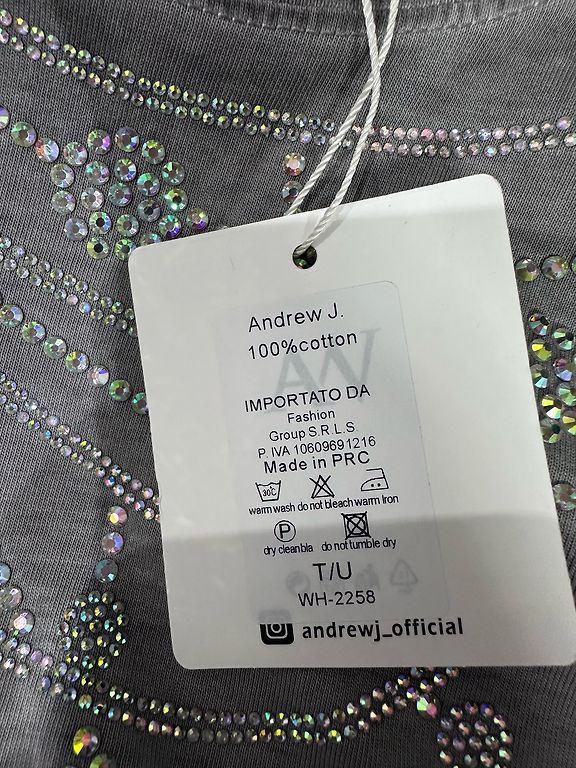 Andrew J.
100%cotton
IMPORTATO DA
Fashion
Group S.R.L.S
P. IVA 10609691216
Made in PRC
30C
warm wash do not bleach warm Iron
P
dry clean bla do not tumble dry
T/U
WH-2258
andrewj_official